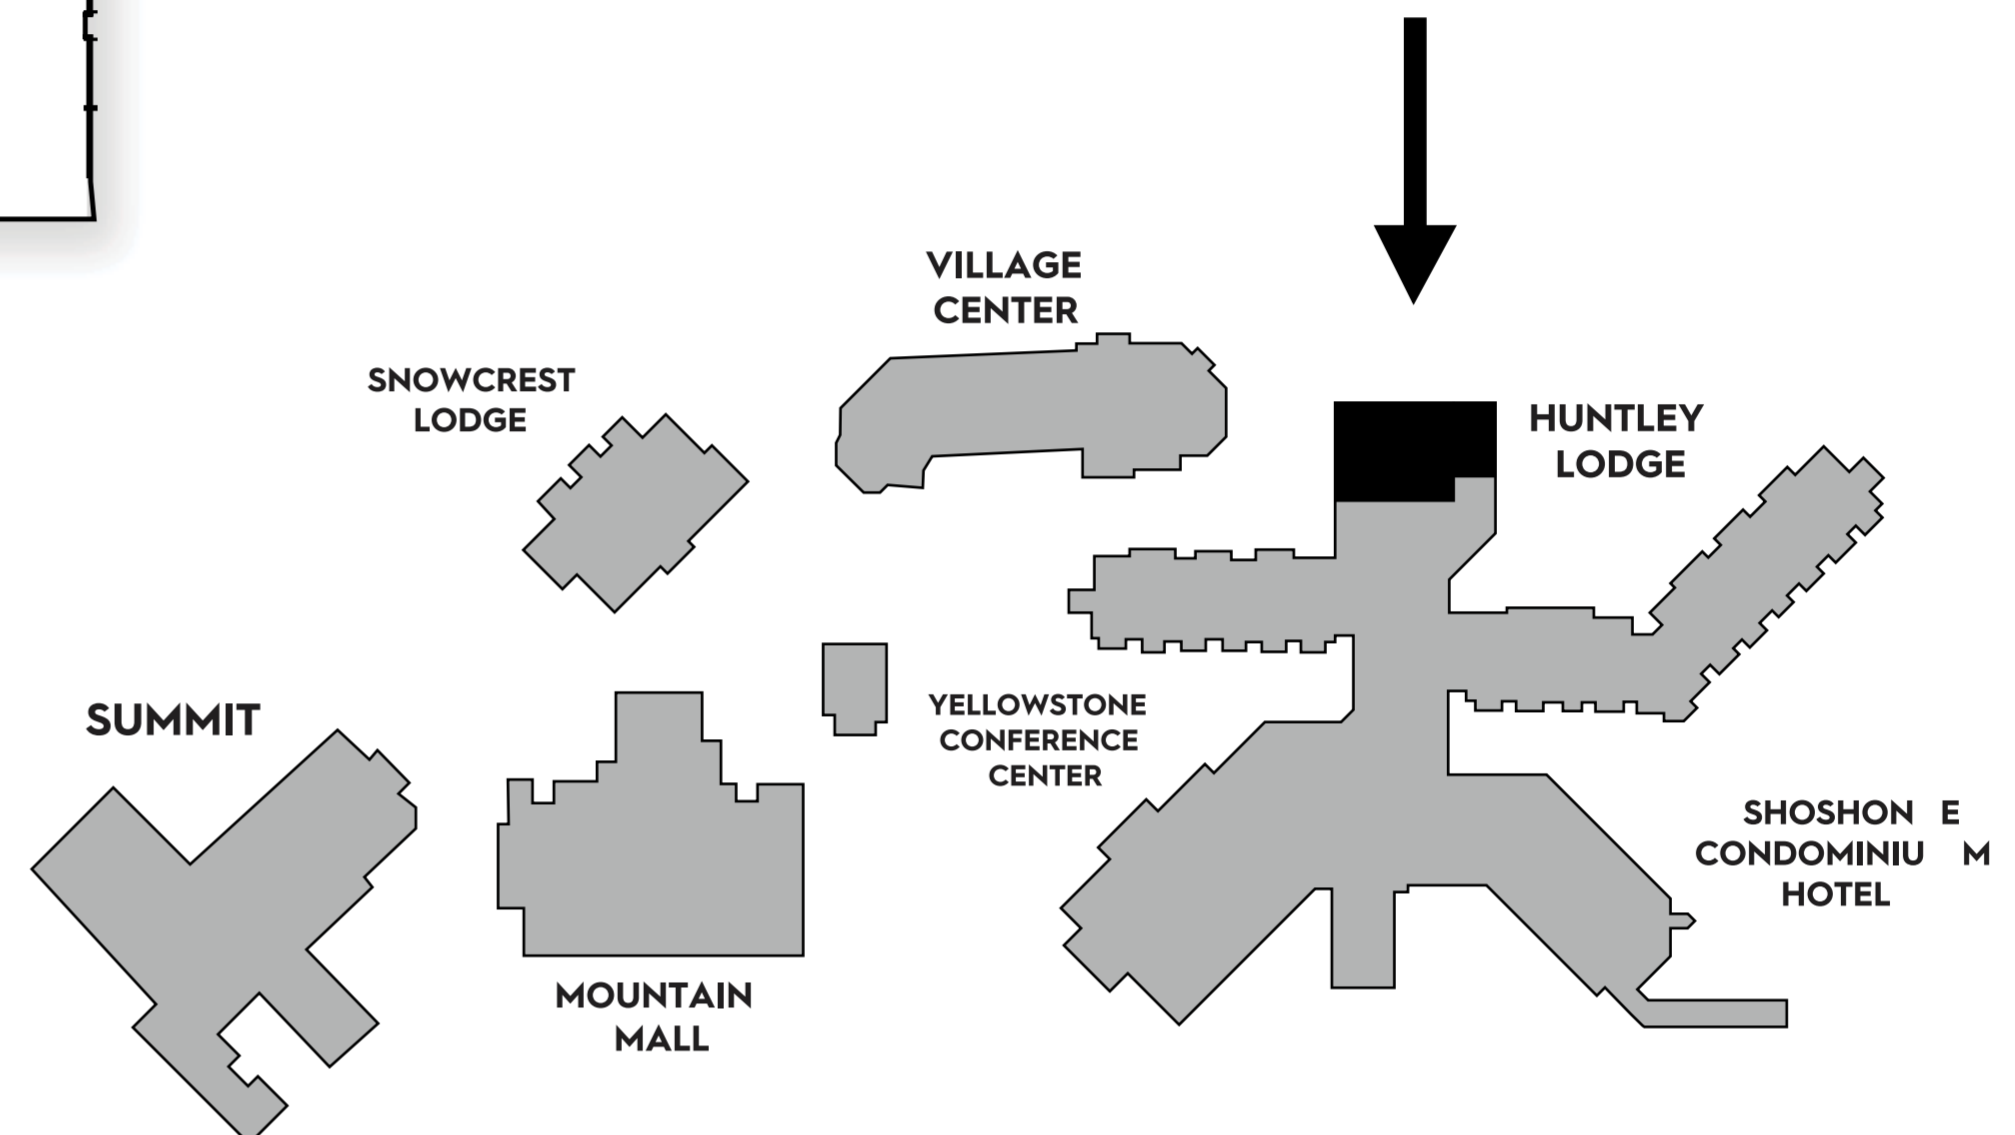 VILLAGE
CENTER
SNOWCREST
LODGE
HUNTLEY
LODGE
SUMMIT
YELLOWSTONE
CONFERENCE
CENTER
SHOSHON E
CONDOMINIU M
HOTEL
MOUNTAIN
MALL